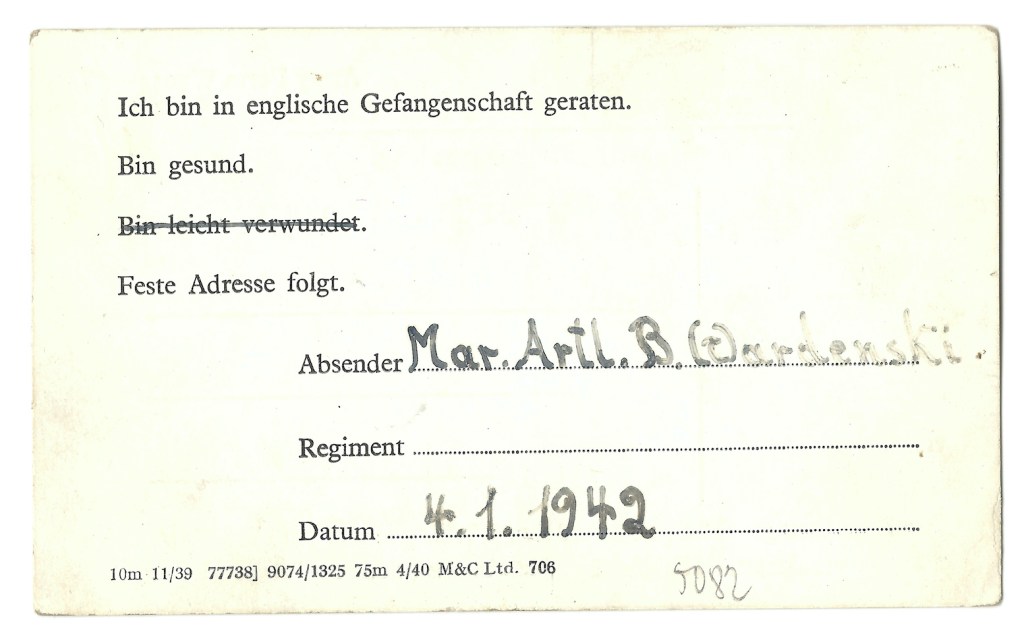 Ich bin in englische Gefangenschaft geraten.
Bin gesund.
Bin leicht verwundet.
Feste Adresse folgt.
Absender Mar. Artl. B.
Regiment
Datum 4.1.1942
10m 11/39 77738] 9074/1325 75m 4/40 M&C Ltd. 706
5082